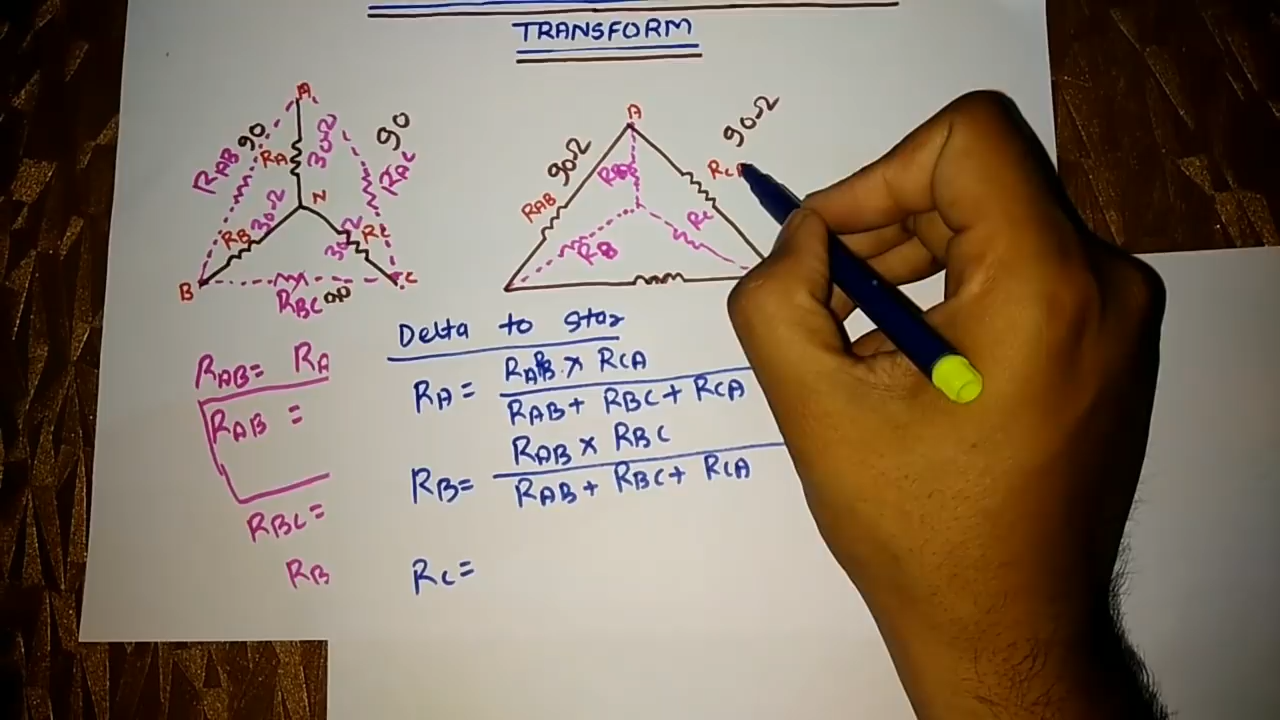 TRANSFORM
A
RAB
90
RA
30Ω
90
RAC
N
30Ω
RB
30Ω
RC
B
RBC
90
C
A
90Ω
90Ω
RAB
RB
RC
RAB = RA
RAB =
RBC =
RB
Delta to Star
RA = RAB × RCA
RAB + RBC + RCA
RB = RAB × RBC
RAB + RBC + RCA
RC =